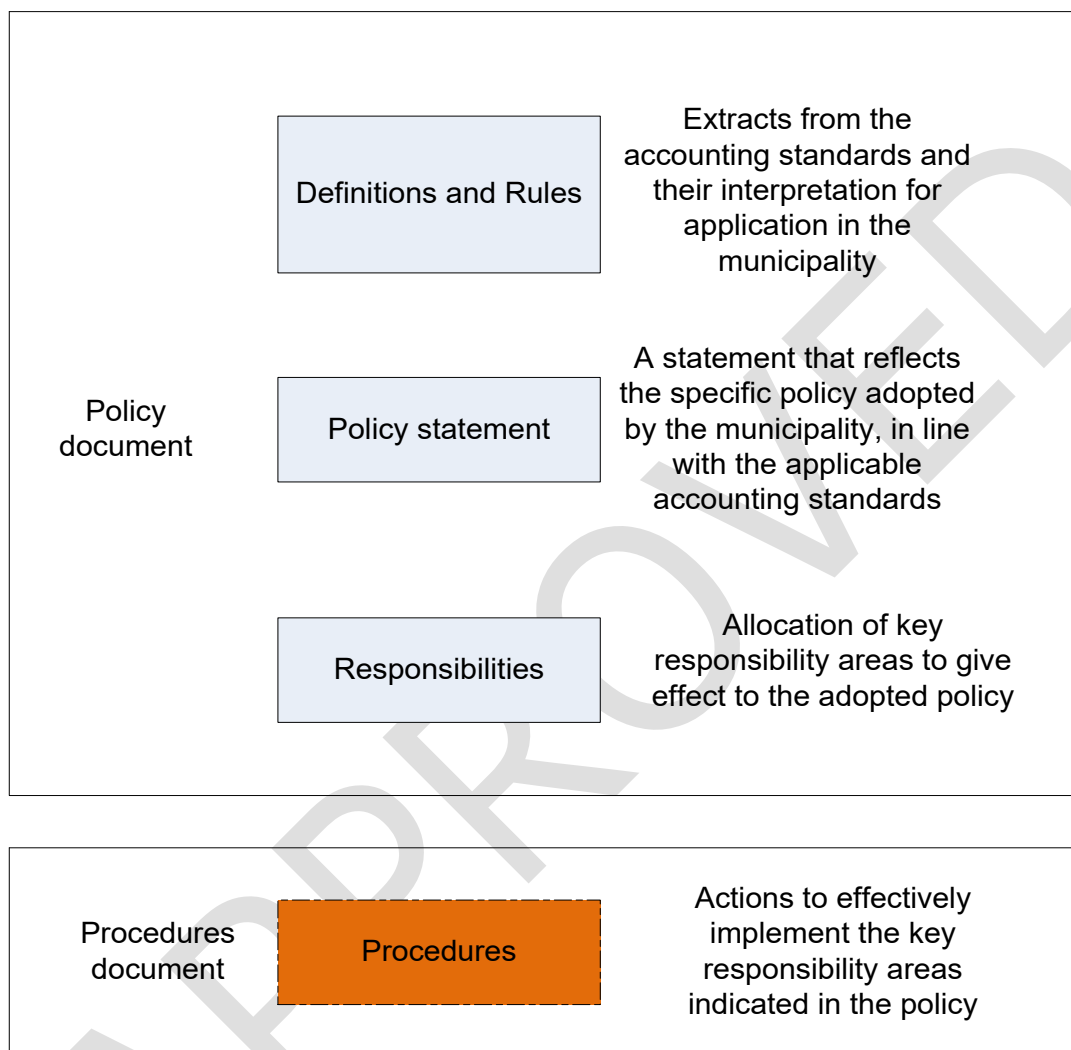 Definitions and Rules
Extracts from the
accounting standards and
their interpretation for
application in the
municipality
Policy
document
Policy statement
A statement that reflects
the specific policy adopted
by the municipality, in line
with the applicable
accounting standards
Responsibilities
Allocation of key
responsibility areas to give
effect to the adopted policy
Procedures
document
Procedures
Actions to effectively
implement the key
responsibility areas
indicated in the policy
APPROVED